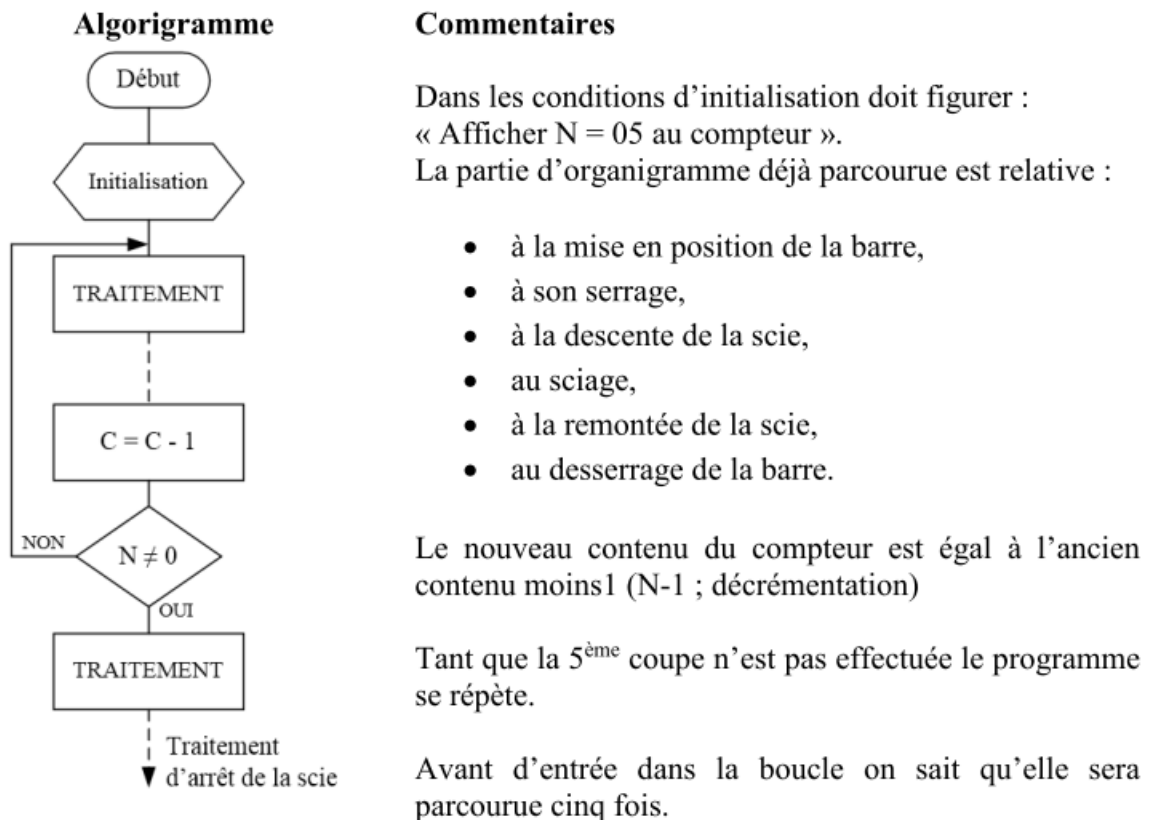 Algorigramme
Début
Initialisation
TRAITEMENT
C = C - 1
NON
N ≠ 0
OUI
TRAITEMENT
Traitement
d’arrêt de la scie
Commentaires
Dans les conditions d’initialisation doit figurer :
« Afficher N = 05 au compteur ».
La partie d’organigramme déjà parcourue est relative :
• à la mise en position de la barre,
• à son serrage,
• à la descente de la scie,
• au sciage,
• à la remontée de la scie,
• au desserrage de la barre.
Le nouveau contenu du compteur est égal à l’ancien
contenu moins1 (N-1 ; décrémentation)
Tant que la 5ème coupe n’est pas effectuée le programme
se répète.
Avant d’entrée dans la boucle on sait qu’elle sera
parcourue cinq fois.